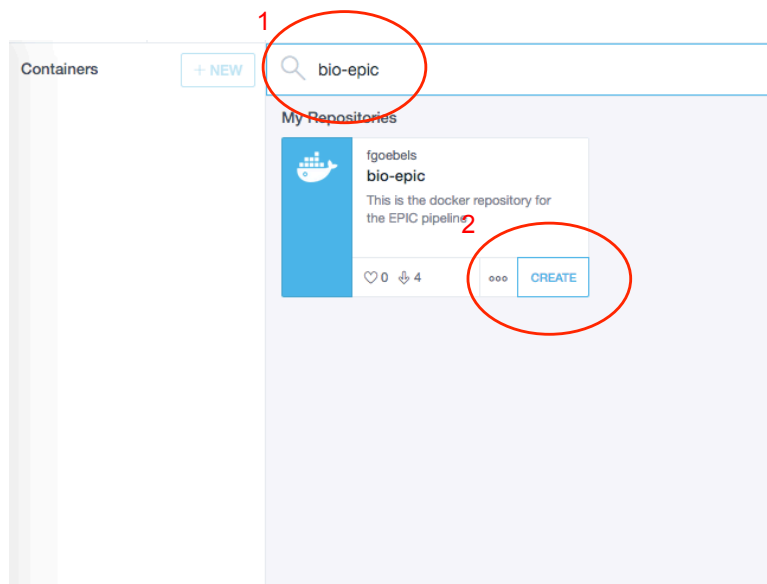 1
Containers
+ NEW
bio-epic
My Repositories
fgoebels
bio-epic
This is the docker repository for
the EPIC pipeline
2
0
4
CREATE